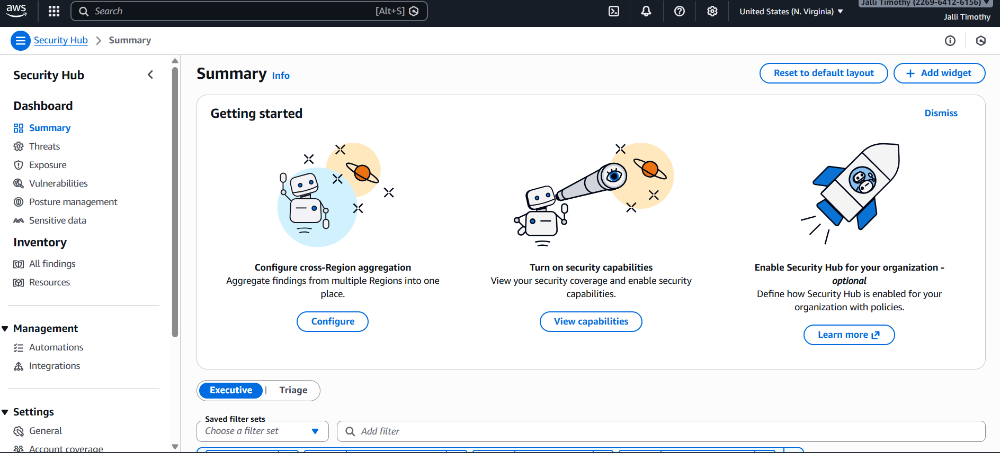 aws
Search
[Alt+S]
United States (N. Virginia)
Jalli Timothy (2269-6412-6156)
Jalli Timothy
Security Hub
Summary
Security Hub
Dashboard
Summary
Threats
Exposure
Vulnerabilities
Posture management
Sensitive data
Inventory
All findings
Resources
Management
Automations
Integrations
Settings
General
Account coverage
Summary Info
Reset to default layout
Add widget
Getting started
Dismiss
Configure cross-Region aggregation
Aggregate findings from multiple Regions into one
place.
Configure
Turn on security capabilities
View your security coverage and enable security
capabilities.
View capabilities
Enable Security Hub for your organization -
optional
Define how Security Hub is enabled for your
organization with policies.
Learn more
Executive
Triage
Saved filter sets
Choose a filter set
Add filter